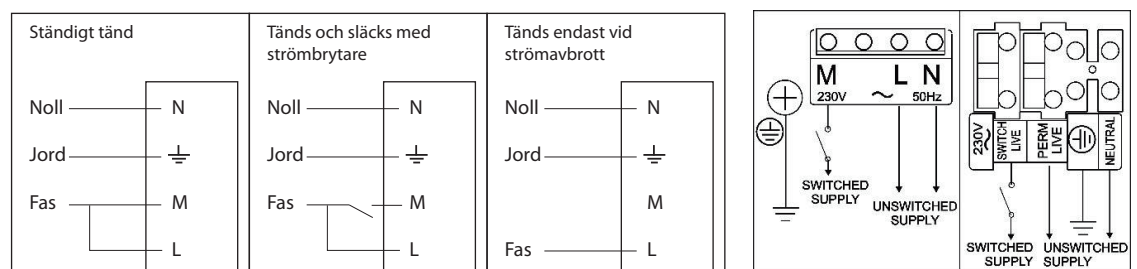 Ständigt tänd
Noll
N
Jord
Fas
M
L
Tänds och släcks med
strömbrytare
Noll
N
Jord
Fas
M
L
Tänds endast vid
strömavbrott
Noll
N
Jord
M
Fas
L
M L N
230V ~ 50Hz
SWITCHED
SUPPLY
UNSWITCHED
SUPPLY
230V ~
SWITCH
LIVE
PERM
LIVE
NEUTRAL
SWITCHED
SUPPLY
UNSWITCHED
SUPPLY